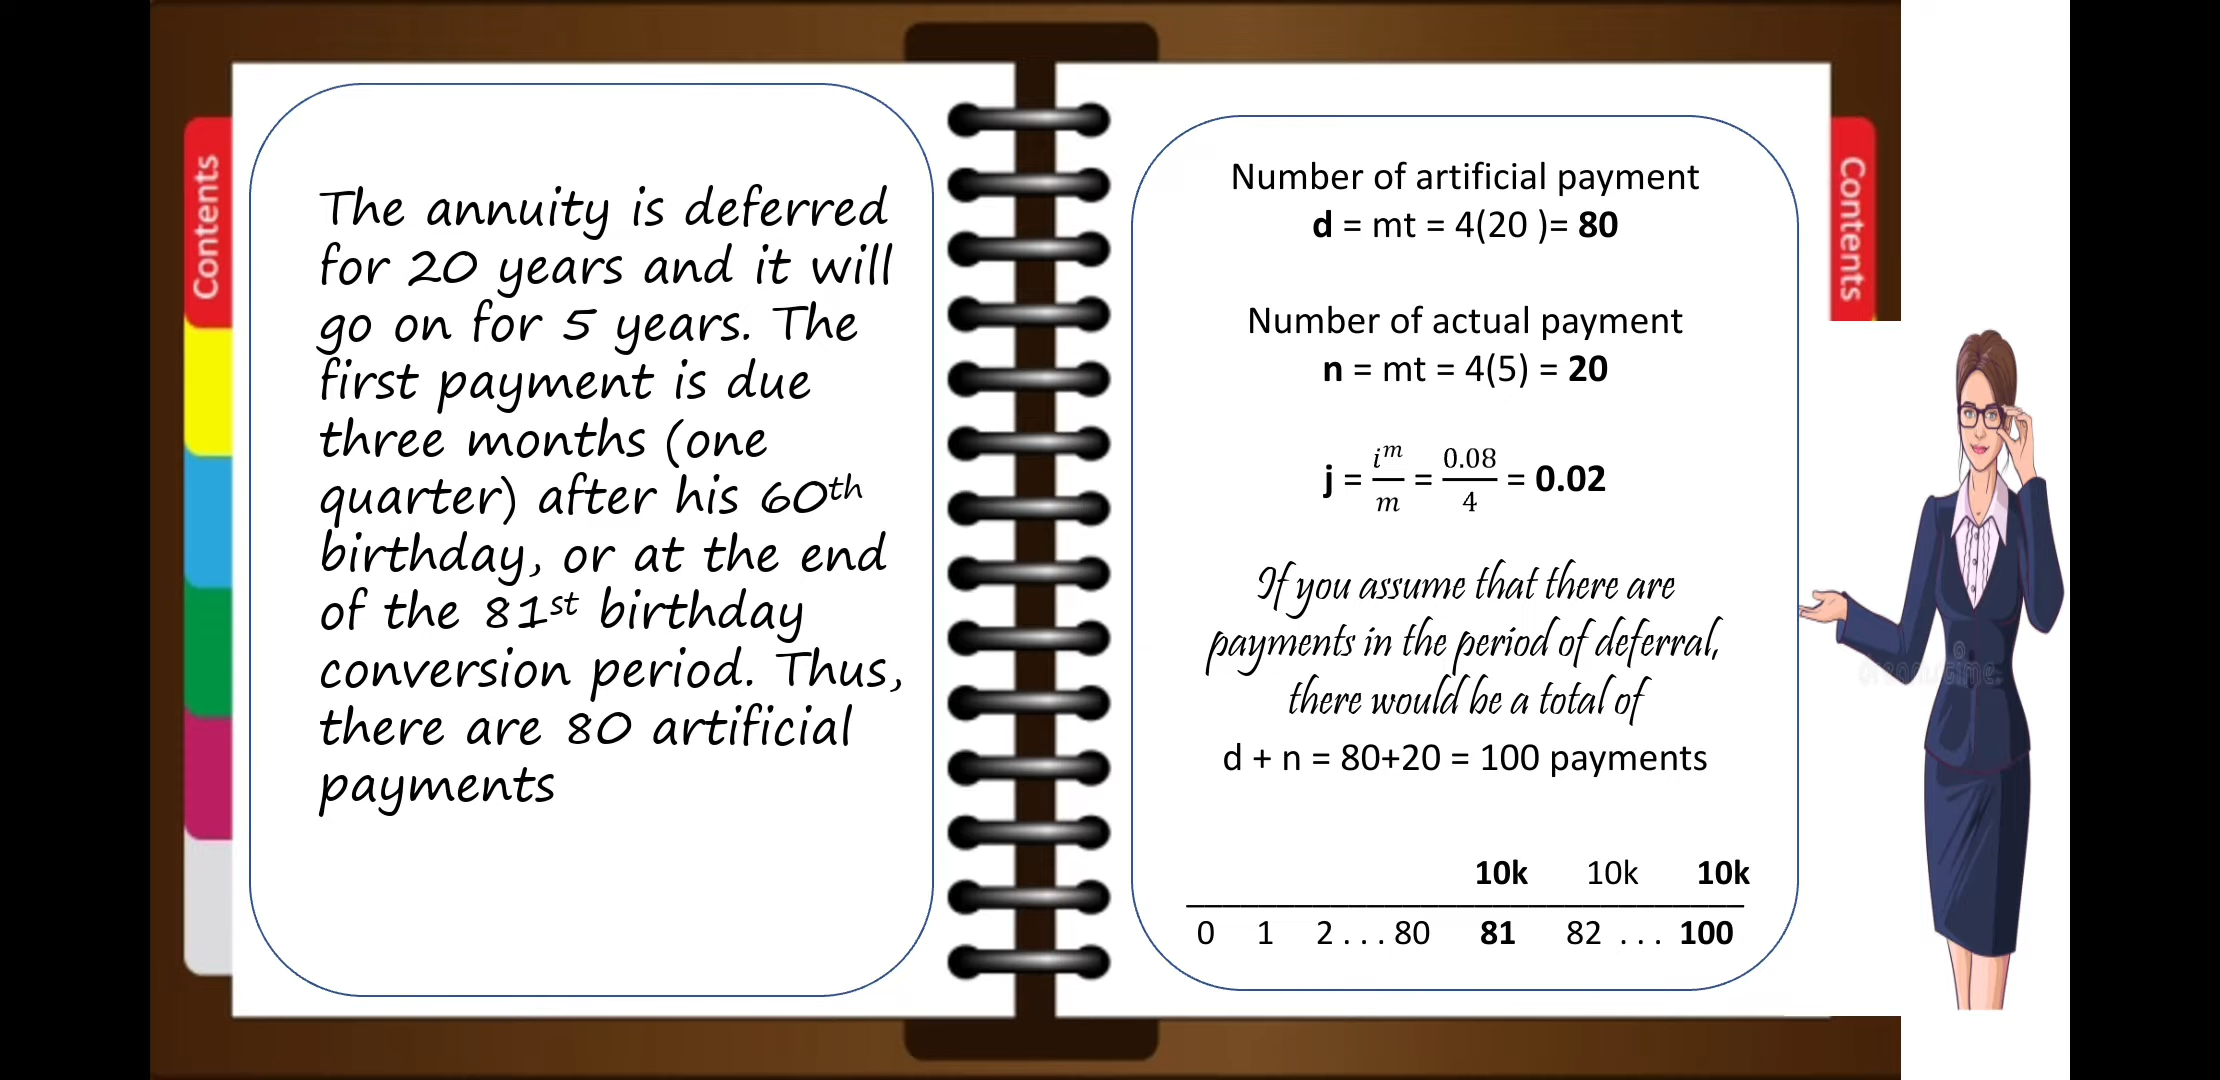 Contents
The annuity is deferred
for 20 years and it will
go on for 5 years. The
first payment is due
three months (one
quarter) after his 60th
birthday, or at the end
of the 81st birthday
conversion period. Thus,
there are 80 artificial
payments
Number of artificial payment
d = mt = 4(20 )= 80
Number of actual payment
n = mt = 4(5) = 20
j = i^m/m = 0.08/4 = 0.02
If you assume that there are
payments in the period of deferral,
there would be a total of
d + n = 80+20 = 100 payments
10k 10k 10k
0 1 2 . . . 80 81 82 . . . 100
Contents